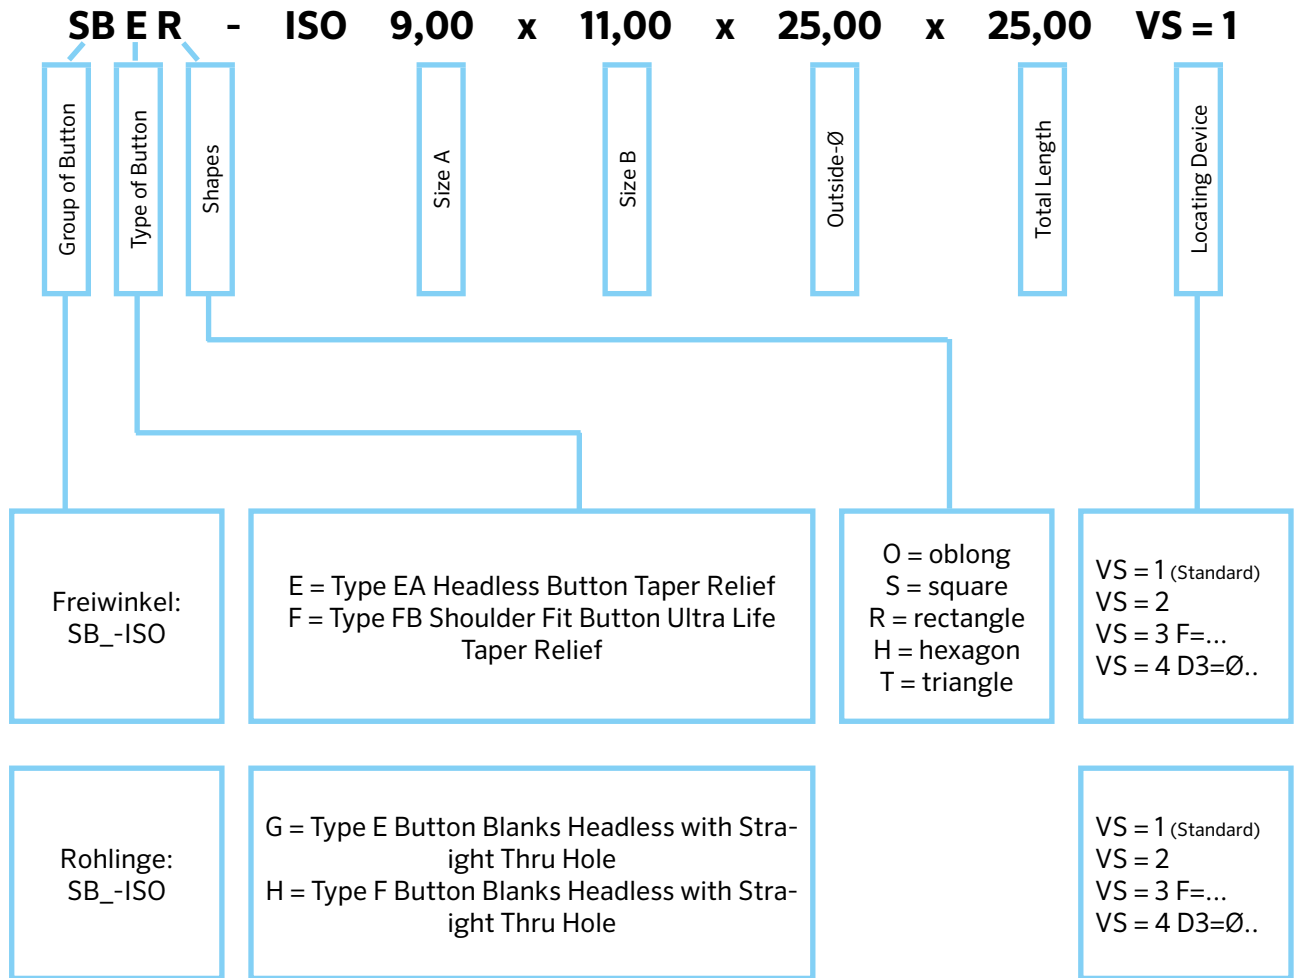 SB E R - ISO 9,00 x 11,00 x 25,00 x 25,00 VS = 1
Group of Button
Type of Button
Shapes
Size A
Size B
Outside-Ø
Total Length
Locating Device
Freiwinkel:
SB_-ISO
E = Type EA Headless Button Taper Relief
F = Type FB Shoulder Fit Button Ultra Life
Taper Relief
O = oblong
S = square
R = rectangle
H = hexagon
T = triangle
VS = 1 (Standard)
VS = 2
VS = 3 F=...
VS = 4 D3=Ø..
Rohlinge:
SB_-ISO
G = Type E Button Blanks Headless with Stra-
ight Thru Hole
H = Type F Button Blanks Headless with Stra-
ight Thru Hole
VS = 1 (Standard)
VS = 2
VS = 3 F=...
VS = 4 D3=Ø..